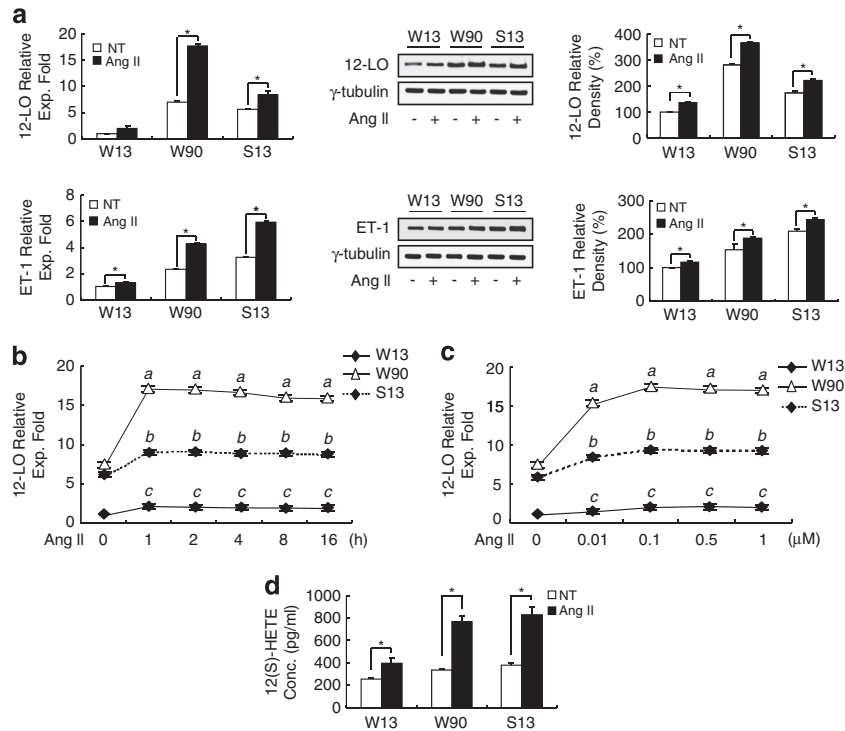 a
12-LO Relative
Exp. Fold
20
15
10
5
0
NT
Ang II
*
*
W13 W90 S13
W13 W90 S13
12-LO
γ-tubulin
Ang II - + - + - +
12-LO Relative
Density (%)
400
300
200
100
0
NT
Ang II
*
*
*
W13 W90 S13
ET-1 Relative
Exp. Fold
8
6
4
2
0
NT
Ang II
*
*
*
W13 W90 S13
W13 W90 S13
ET-1
γ-tubulin
Ang II - + - + - +
ET-1 Relative
Density (%)
300
200
100
0
NT
Ang II
*
*
*
W13 W90 S13
b
12-LO Relative
Exp. Fold
20
15
10
5
0
W13
W90
S13
a a a a a
b b b b b
c c c c c
Ang II 0 1 2 4 8 16 (h)
c
12-LO Relative
Exp. Fold
20
15
10
5
0
W13
W90
S13
a a a a
b b b b
c c c c
Ang II 0 0.01 0.1 0.5 1 (μM)
d
12(S)-HETE
Conc. (pg/ml)
1000
800
600
400
200
0
NT
Ang II
*
*
*
W13 W90 S13